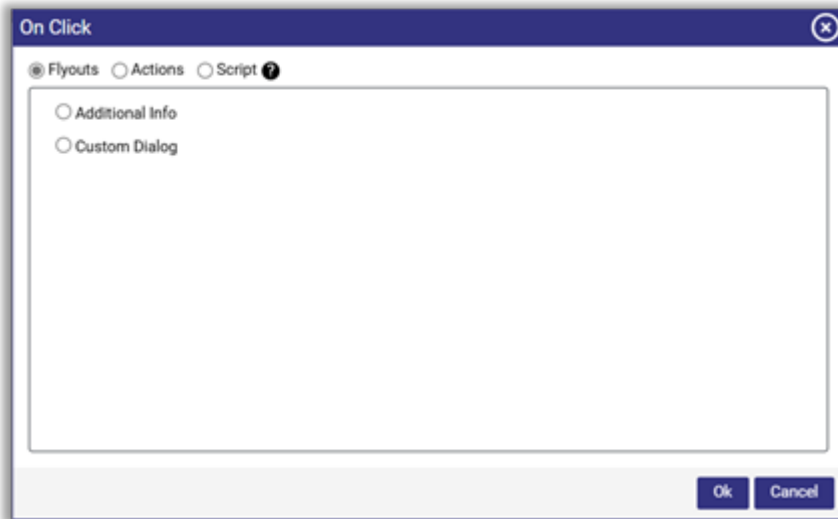 On Click
Flyouts Actions Script ?
Additional Info
Custom Dialog
Ok Cancel